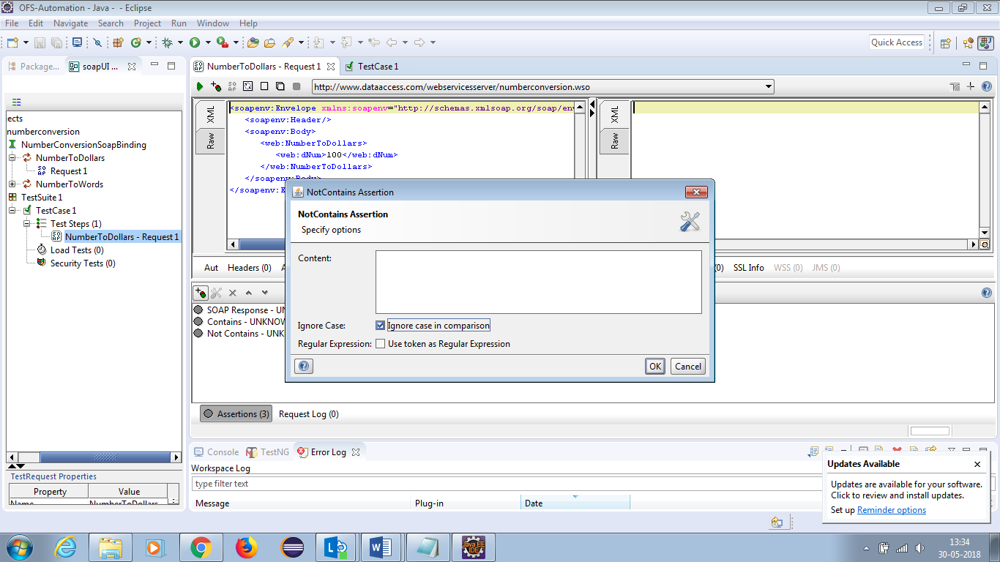 OFS-Automation - Java - - Eclipse
File Edit Navigate Search Project Run Window Help
Quick Access
Package... soapUI ...
NumberToDollars - Request 1 TestCase 1
http://www.dataaccess.com/webservicesserver/numberconversion.wso
ects
numberconversion
NumberConversionSoapBinding
NumberToDollars
Request 1
NumberToWords
TestSuite 1
TestCase 1
Test Steps (1)
NumberToDollars - Request 1
Load Tests (0)
Security Tests (0)
TestRequest Properties
Property Value
Name NumberToDollars
XML
Raw
<soapenv:Envelope xmlns:soapenv="http://schemas.xmlsoap.org/soap/env
<soapenv:Header/>
<soapenv:Body>
<web:NumberToDollars>
<web:dNum>100</web:dNum>
</web:NumberToDollars>
</soapenv:Body>
</soapenv:E
XML
Raw
Aut Headers (0) A (0) SSL Info WSS (0) JMS (0)
SOAP Response - UN
Contains - UNKNOW
Not Contains - UNK
NotContains Assertion
NotContains Assertion
Specify options
Content:
Ignore Case: Ignore case in comparison
Regular Expression: Use token as Regular Expression
OK Cancel
Assertions (3) Request Log (0)
Console TestNG Error Log
Workspace Log
type filter text
Message Plug-in Date
Updates Available
Updates are available for your software.
Click to review and install updates.
Set up Reminder options
Java EE
IDE
13:34
30-05-2018